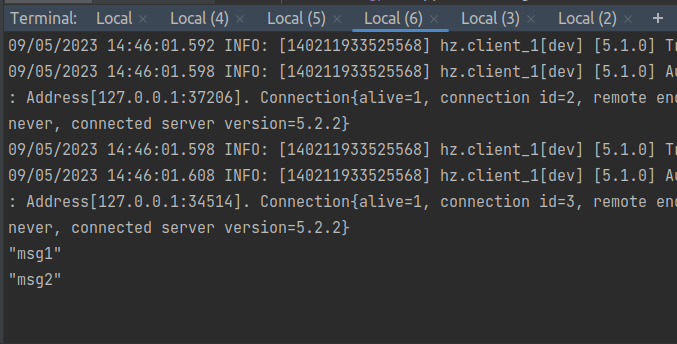 Terminal: Local × Local (4) × Local (5) × Local (6) × Local (3) × Local (2) × +
09/05/2023 14:46:01.592 INFO: [140211933525568] hz.client_1[dev] [5.1.0] T
09/05/2023 14:46:01.598 INFO: [140211933525568] hz.client_1[dev] [5.1.0] A
: Address[127.0.0.1:37206]. Connection{alive=1, connection id=2, remote en
never, connected server version=5.2.2}
09/05/2023 14:46:01.598 INFO: [140211933525568] hz.client_1[dev] [5.1.0] T
09/05/2023 14:46:01.608 INFO: [140211933525568] hz.client_1[dev] [5.1.0] A
: Address[127.0.0.1:34514]. Connection{alive=1, connection id=3, remote en
never, connected server version=5.2.2}
"msg1"
"msg2"